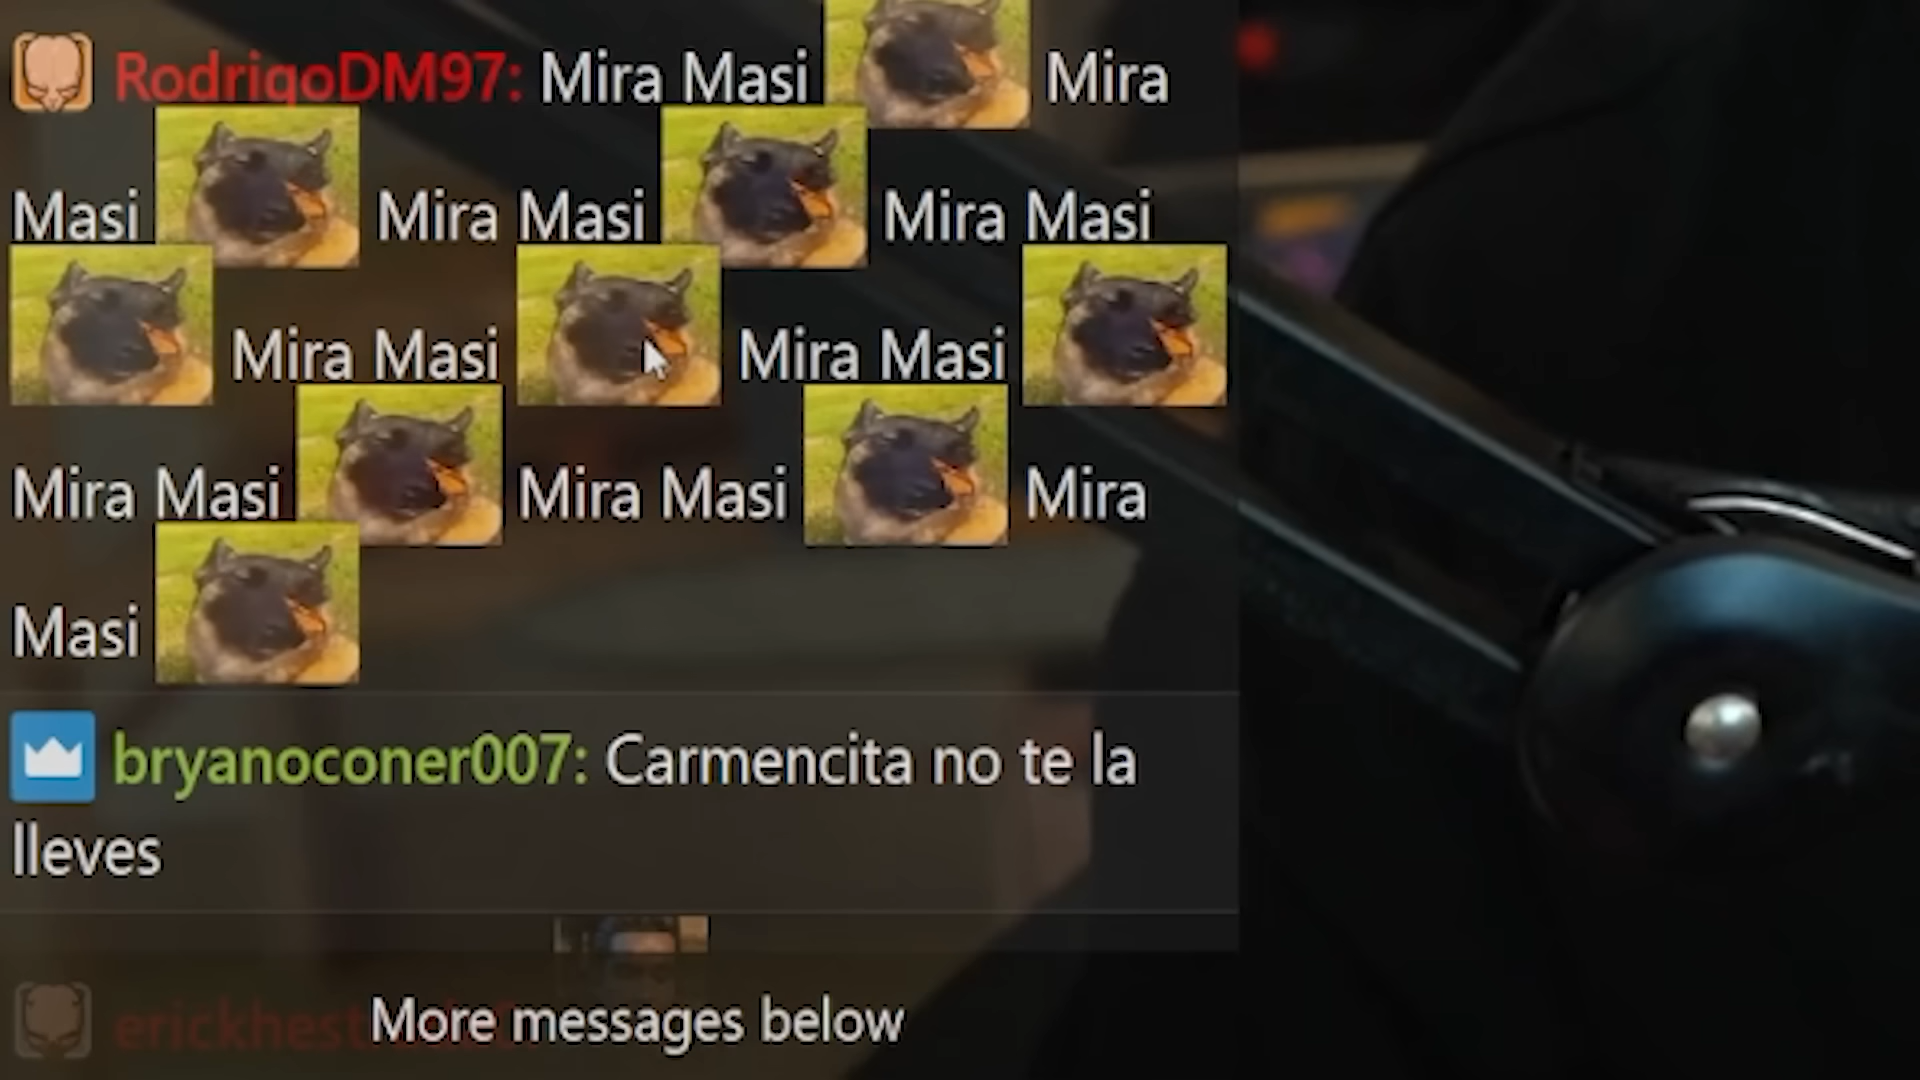 RodrigoDM97: Mira Masi Mira
Masi Mira Masi Mira Masi
Mira Masi Mira Masi
Mira Masi Mira Masi Mira
Masi
bryanoconer007: Carmencita no te la
lleves
More messages below